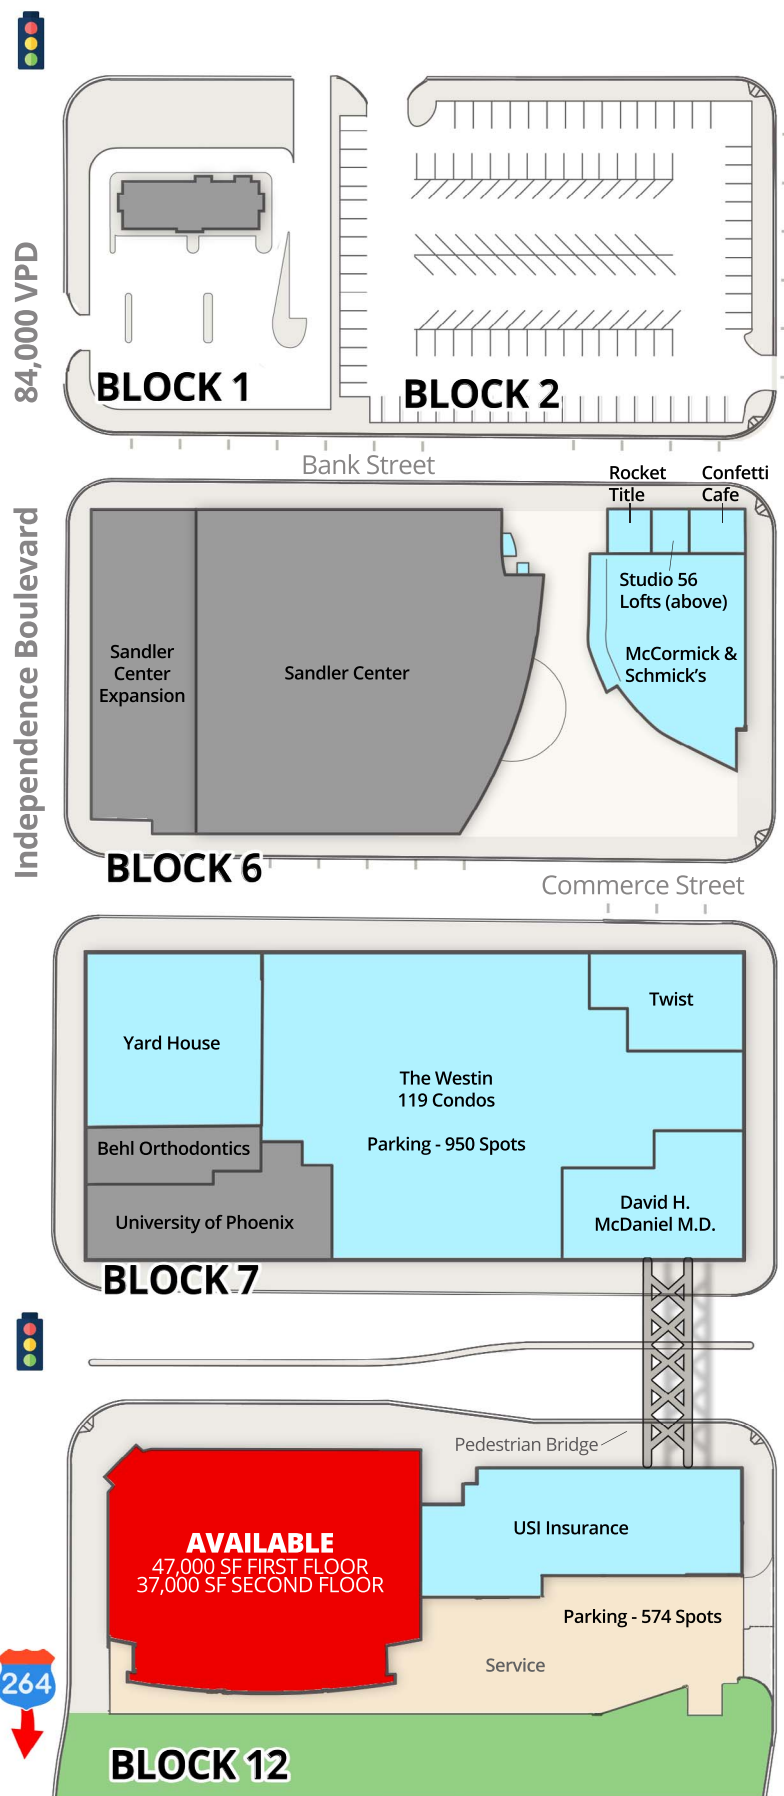 84,000 VPD
BLOCK 1
BLOCK 2
Bank Street
Independence Boulevard
Rocket
Title
Confetti
Cafe
Studio 56
Lofts (above)
McCormick &
Schmick's
Sandler
Center
Expansion
Sandler Center
BLOCK 6
Commerce Street
Yard House
Twist
The Westin
119 Condos
Parking - 950 Spots
Behl Orthodontics
University of Phoenix
David H.
McDaniel M.D.
BLOCK 7
Pedestrian Bridge
USI Insurance
AVAILABLE
47,000 SF FIRST FLOOR
37,000 SF SECOND FLOOR
Parking - 574 Spots
Service
264
BLOCK 12